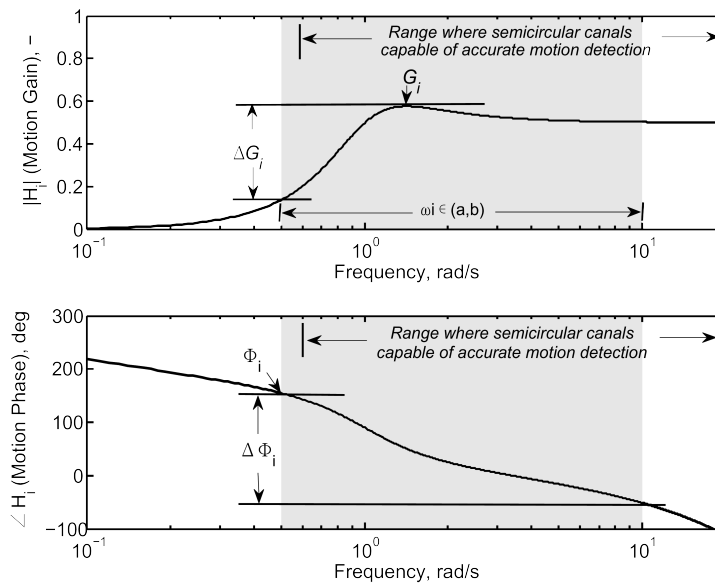 |H_i| (Motion Gain), -
1
0.8
0.6
0.4
0.2
0
Range where semicircular canals
capable of accurate motion detection
G_i
ΔG_i
ωi ∈ (a,b)
10^-1
10^0
10^1
Frequency, rad/s
∠ H_i (Motion Phase), deg
300
200
100
0
−100
Range where semicircular canals
capable of accurate motion detection
Φ_i
Δ Φ_i
10^-1
10^0
10^1
Frequency, rad/s